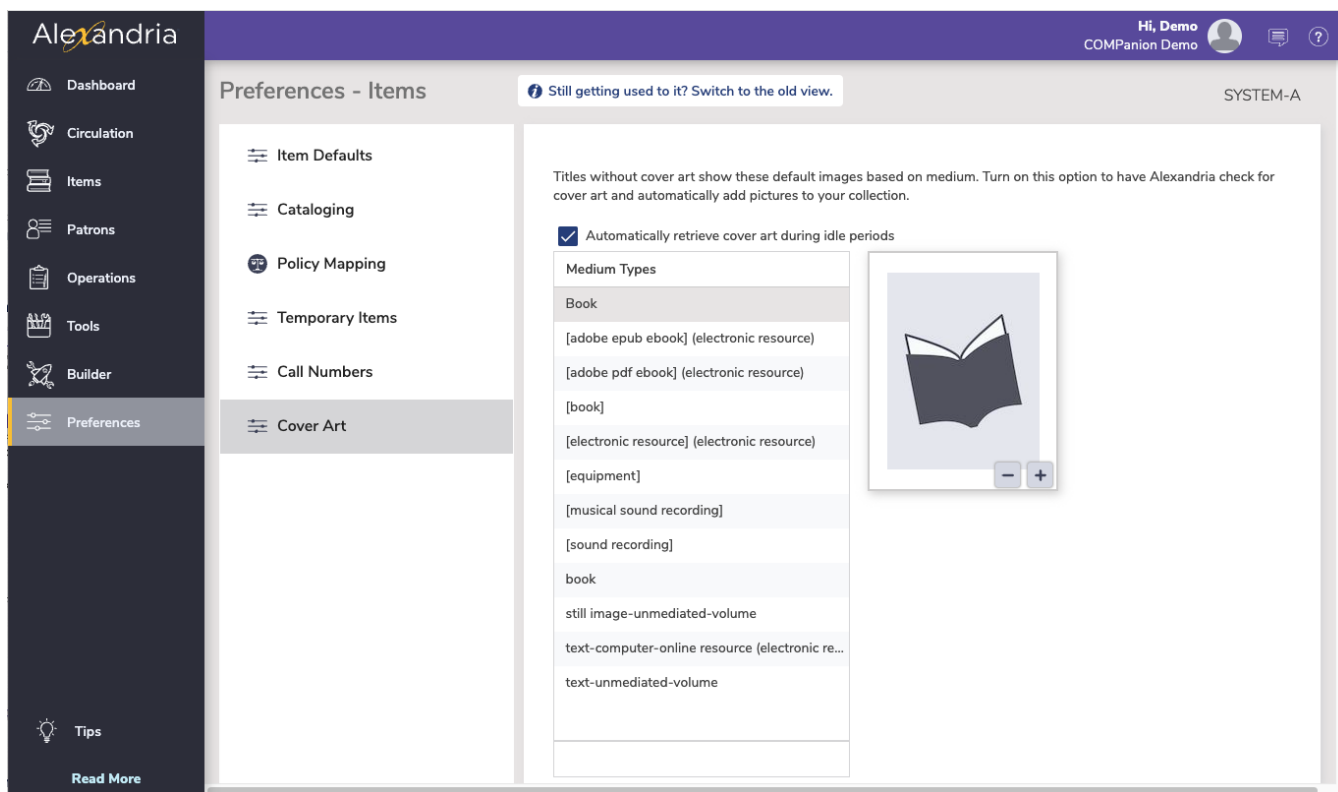 Alexandria
Hi, Demo
COMPanion Demo
?
Dashboard
Circulation
Items
Patrons
Operations
Tools
Builder
Preferences
Tips
Read More
Preferences - Items
i Still getting used to it? Switch to the old view.
SYSTEM-A
Item Defaults
Cataloging
Policy Mapping
Temporary Items
Call Numbers
Cover Art
Titles without cover art show these default images based on medium. Turn on this option to have Alexandria check for
cover art and automatically add pictures to your collection.
Automatically retrieve cover art during idle periods
Medium Types
Book
[adobe epub ebook] (electronic resource)
[adobe pdf ebook] (electronic resource)
[book]
[electronic resource] (electronic resource)
[equipment]
[musical sound recording]
[sound recording]
book
still image-unmediated-volume
text-computer-online resource (electronic re...
text-unmediated-volume
− +